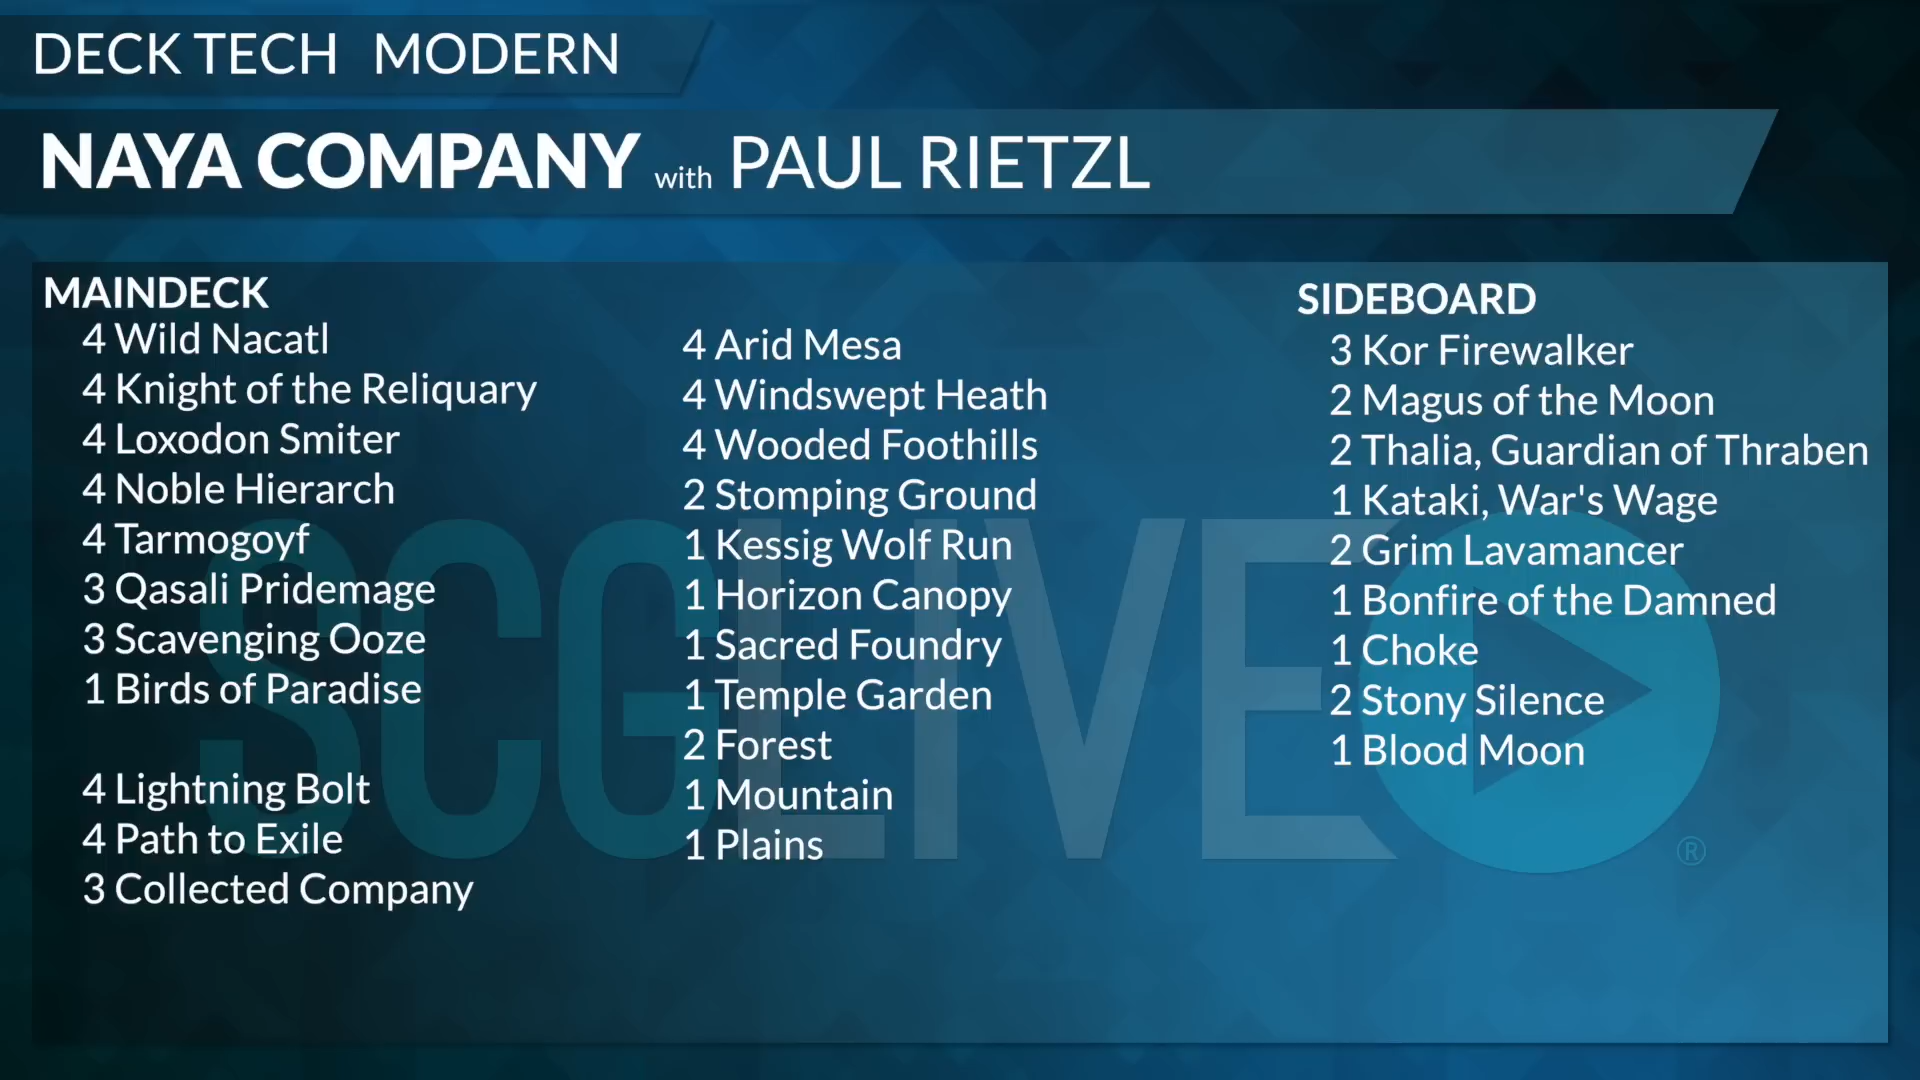 DECK TECH MODERN
NAYA COMPANY with PAUL RIETZL
MAINDECK
4 Wild Nacatl
4 Knight of the Reliquary
4 Loxodon Smiter
4 Noble Hierarch
4 Tarmogoyf
3 Qasali Pridemage
3 Scavenging Ooze
1 Birds of Paradise
4 Lightning Bolt
4 Path to Exile
3 Collected Company
4 Arid Mesa
4 Windswept Heath
4 Wooded Foothills
2 Stomping Ground
1 Kessig Wolf Run
1 Horizon Canopy
1 Sacred Foundry
1 Temple Garden
2 Forest
1 Mountain
1 Plains
SIDEBOARD
3 Kor Firewalker
2 Magus of the Moon
2 Thalia, Guardian of Thraben
1 Kataki, War's Wage
2 Grim Lavamancer
1 Bonfire of the Damned
1 Choke
2 Stony Silence
1 Blood Moon
SCGLIVE ®